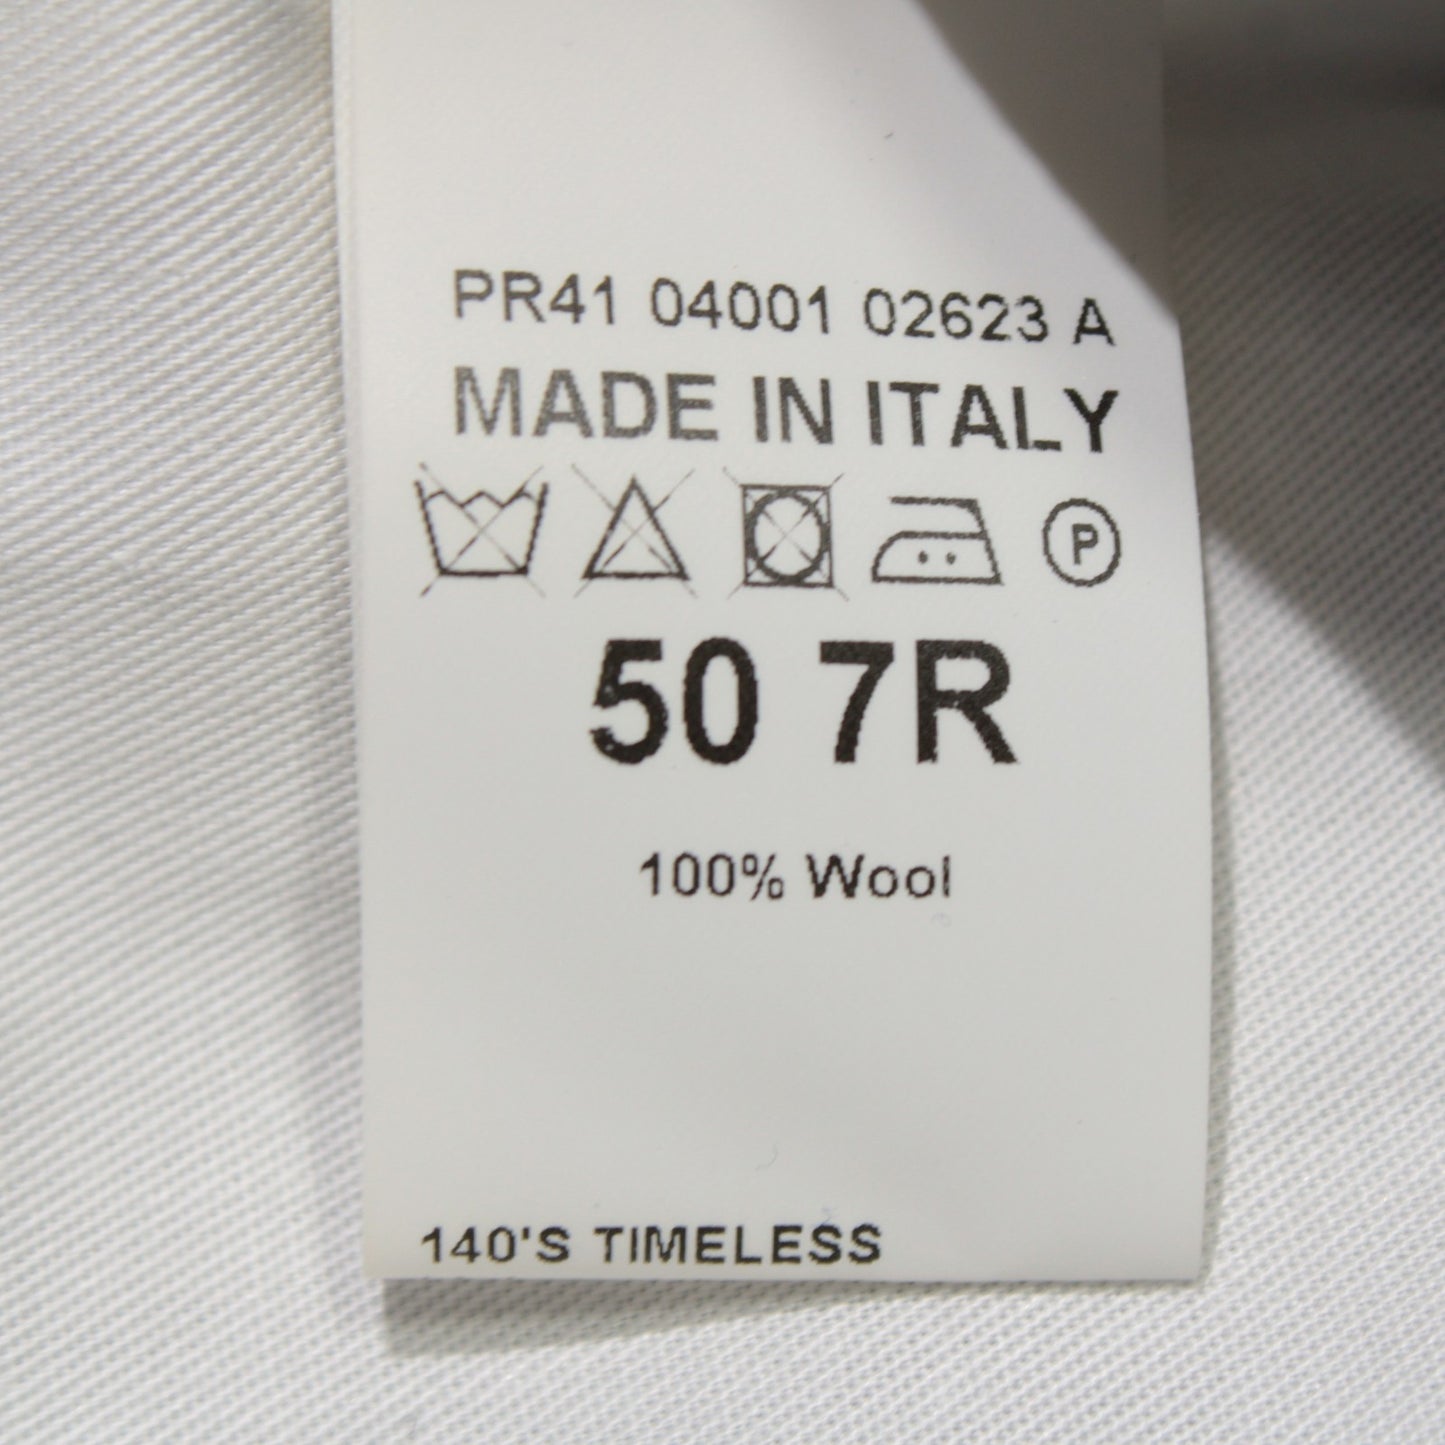 PR41 04001 02623 A
MADE IN ITALY
P
50 7R
100% Wool
140'S TIMELESS